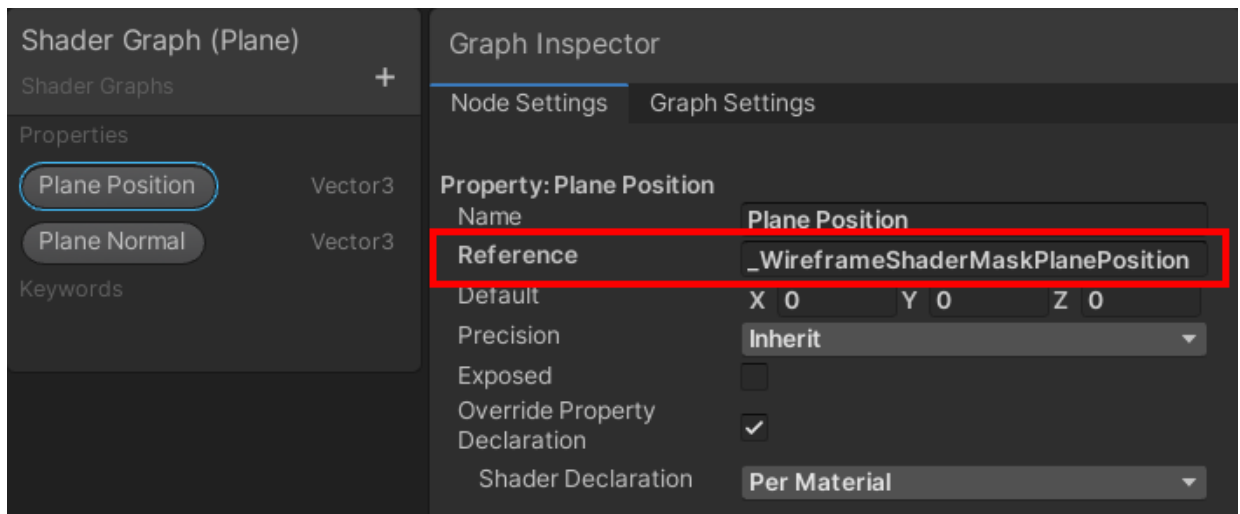 Shader Graph (Plane)
Shader Graphs
+
Properties
Plane Position Vector3
Plane Normal Vector3
Keywords
Graph Inspector
Node Settings Graph Settings
Property: Plane Position
Name Plane Position
Reference _WireframeShaderMaskPlanePosition
Default X 0 Y 0 Z 0
Precision Inherit
Exposed
Override Property
Declaration
Shader Declaration Per Material